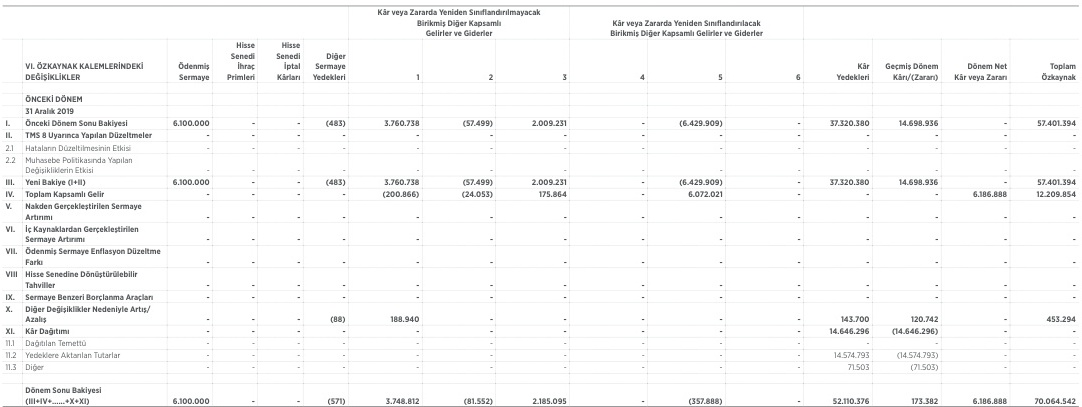 Kâr veya Zararda Yeniden Sınıflandırılmayacak
Birikmiş Diğer Kapsamlı
Gelirler ve Giderler
Kâr veya Zararda Yeniden Sınıflandırılacak
Birikmiş Diğer Kapsamlı Gelirler ve Giderler
VI. ÖZKAYNAK KALEMLERİNDEKİ
DEĞİŞİKLİKLER
Ödenmiş
Sermaye
Hisse
Senedi
İhraç
Primleri
Hisse
Senedi
İptal
Kârları
Diğer
Sermaye
Yedekleri
1 2 3 4 5 6
Kâr
Yedekleri
Geçmiş Dönem
Kârı/(Zararı)
Dönem Net
Kâr veya Zararı
Toplam
Özkaynak
ÖNCEKİ DÖNEM
31 Aralık 2019
I. Önceki Dönem Sonu Bakiyesi 6.100.000 - - (483) 3.760.738 (57.499) 2.009.231 - (6.429.909) - 37.320.380 14.698.936 - 57.401.394
II. TMS 8 Uyarınca Yapılan Düzeltmeler - - - - - - - - - - - - - -
2.1 Hataların Düzeltilmesinin Etkisi - - - - - - - - - - - - - -
2.2 Muhasebe Politikasında Yapılan
Değişikliklerin Etkisi - - - - - - - - - - - - - -
III. Yeni Bakiye (I+II) 6.100.000 - - (483) 3.760.738 (57.499) 2.009.231 - (6.429.909) - 37.320.380 14.698.936 - 57.401.394
IV. Toplam Kapsamlı Gelir - - - - (200.866) (24.053) 175.864 - 6.072.021 - - - 6.186.888 12.209.854
V. Nakden Gerçekleştirilen Sermaye
Artırımı - - - - - - - - - - - - - -
VI. İç Kaynaklardan Gerçekleştirilen
Sermaye Artırımı - - - - - - - - - - - - - -
VII. Ödenmiş Sermaye Enflasyon Düzeltme
Farkı - - - - - - - - - - - - - -
VIII Hisse Senedine Dönüştürülebilir
Tahviller - - - - - - - - - - - - - -
IX. Sermaye Benzeri Borçlanma Araçları - - - - - - - - - - - - - -
X. Diğer Değişiklikler Nedeniyle Artış/
Azalış - - - (88) 188.940 - - - - - 143.700 120.742 - 453.294
XI. Kâr Dağıtımı - - - - - - - - - - 14.646.296 (14.646.296) - -
11.1 Dağıtılan Temettü - - - - - - - - - - - - - -
11.2 Yedeklere Aktarılan Tutarlar - - - - - - - - - - 14.574.793 (14.574.793) - -
11.3 Diğer - - - - - - - - - - 71.503 (71.503) - -
Dönem Sonu Bakiyesi
(III+IV+......+X+XI) 6.100.000 - - (571) 3.748.812 (81.552) 2.185.095 - (357.888) - 52.110.376 173.382 6.186.888 70.064.542